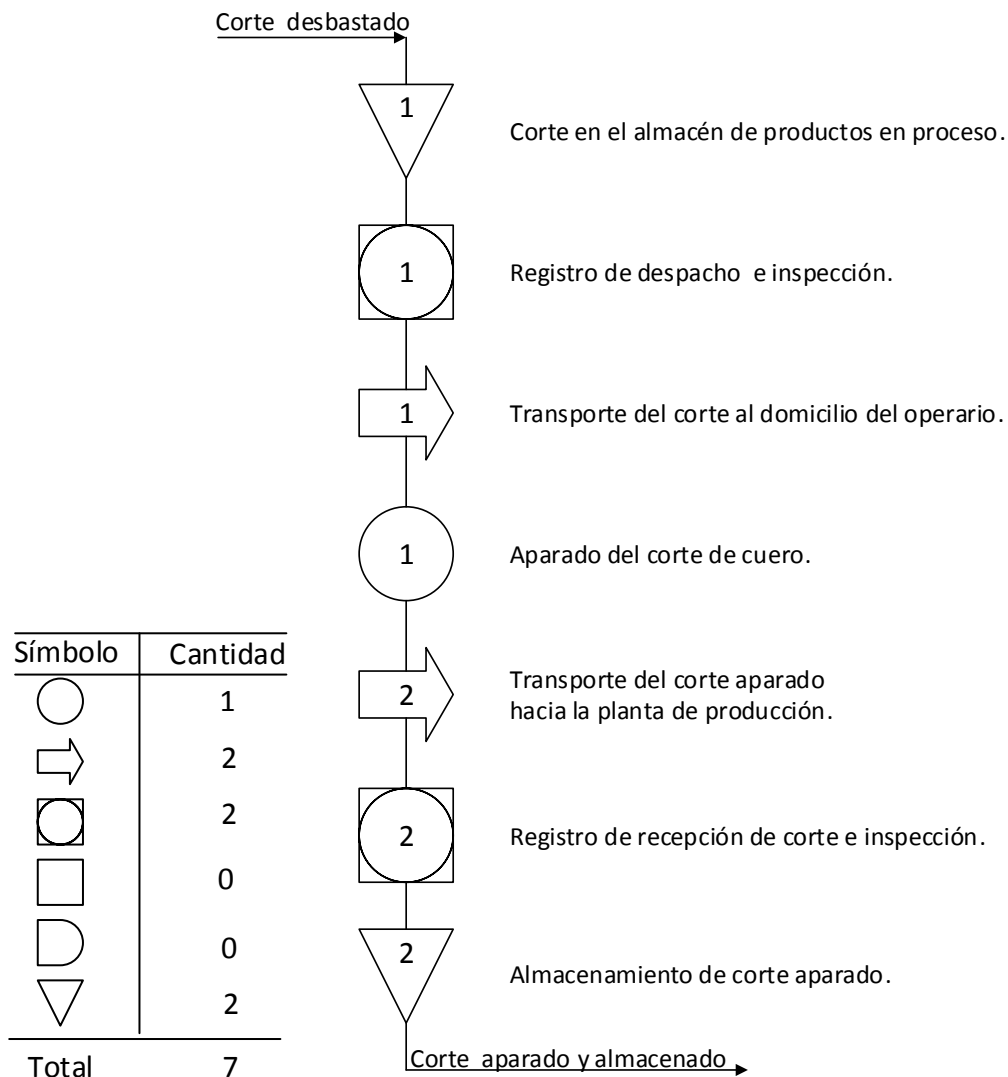 Corte desbastado
1
Corte en el almacén de productos en proceso.
1
Registro de despacho e inspección.
1
Transporte del corte al domicilio del operario.
1
Aparado del corte de cuero.
2
Transporte del corte aparado
hacia la planta de producción.
2
Registro de recepción de corte e inspección.
2
Almacenamiento de corte aparado.
Corte aparado y almacenado
Símbolo Cantidad
1
2
2
0
0
2
Total 7